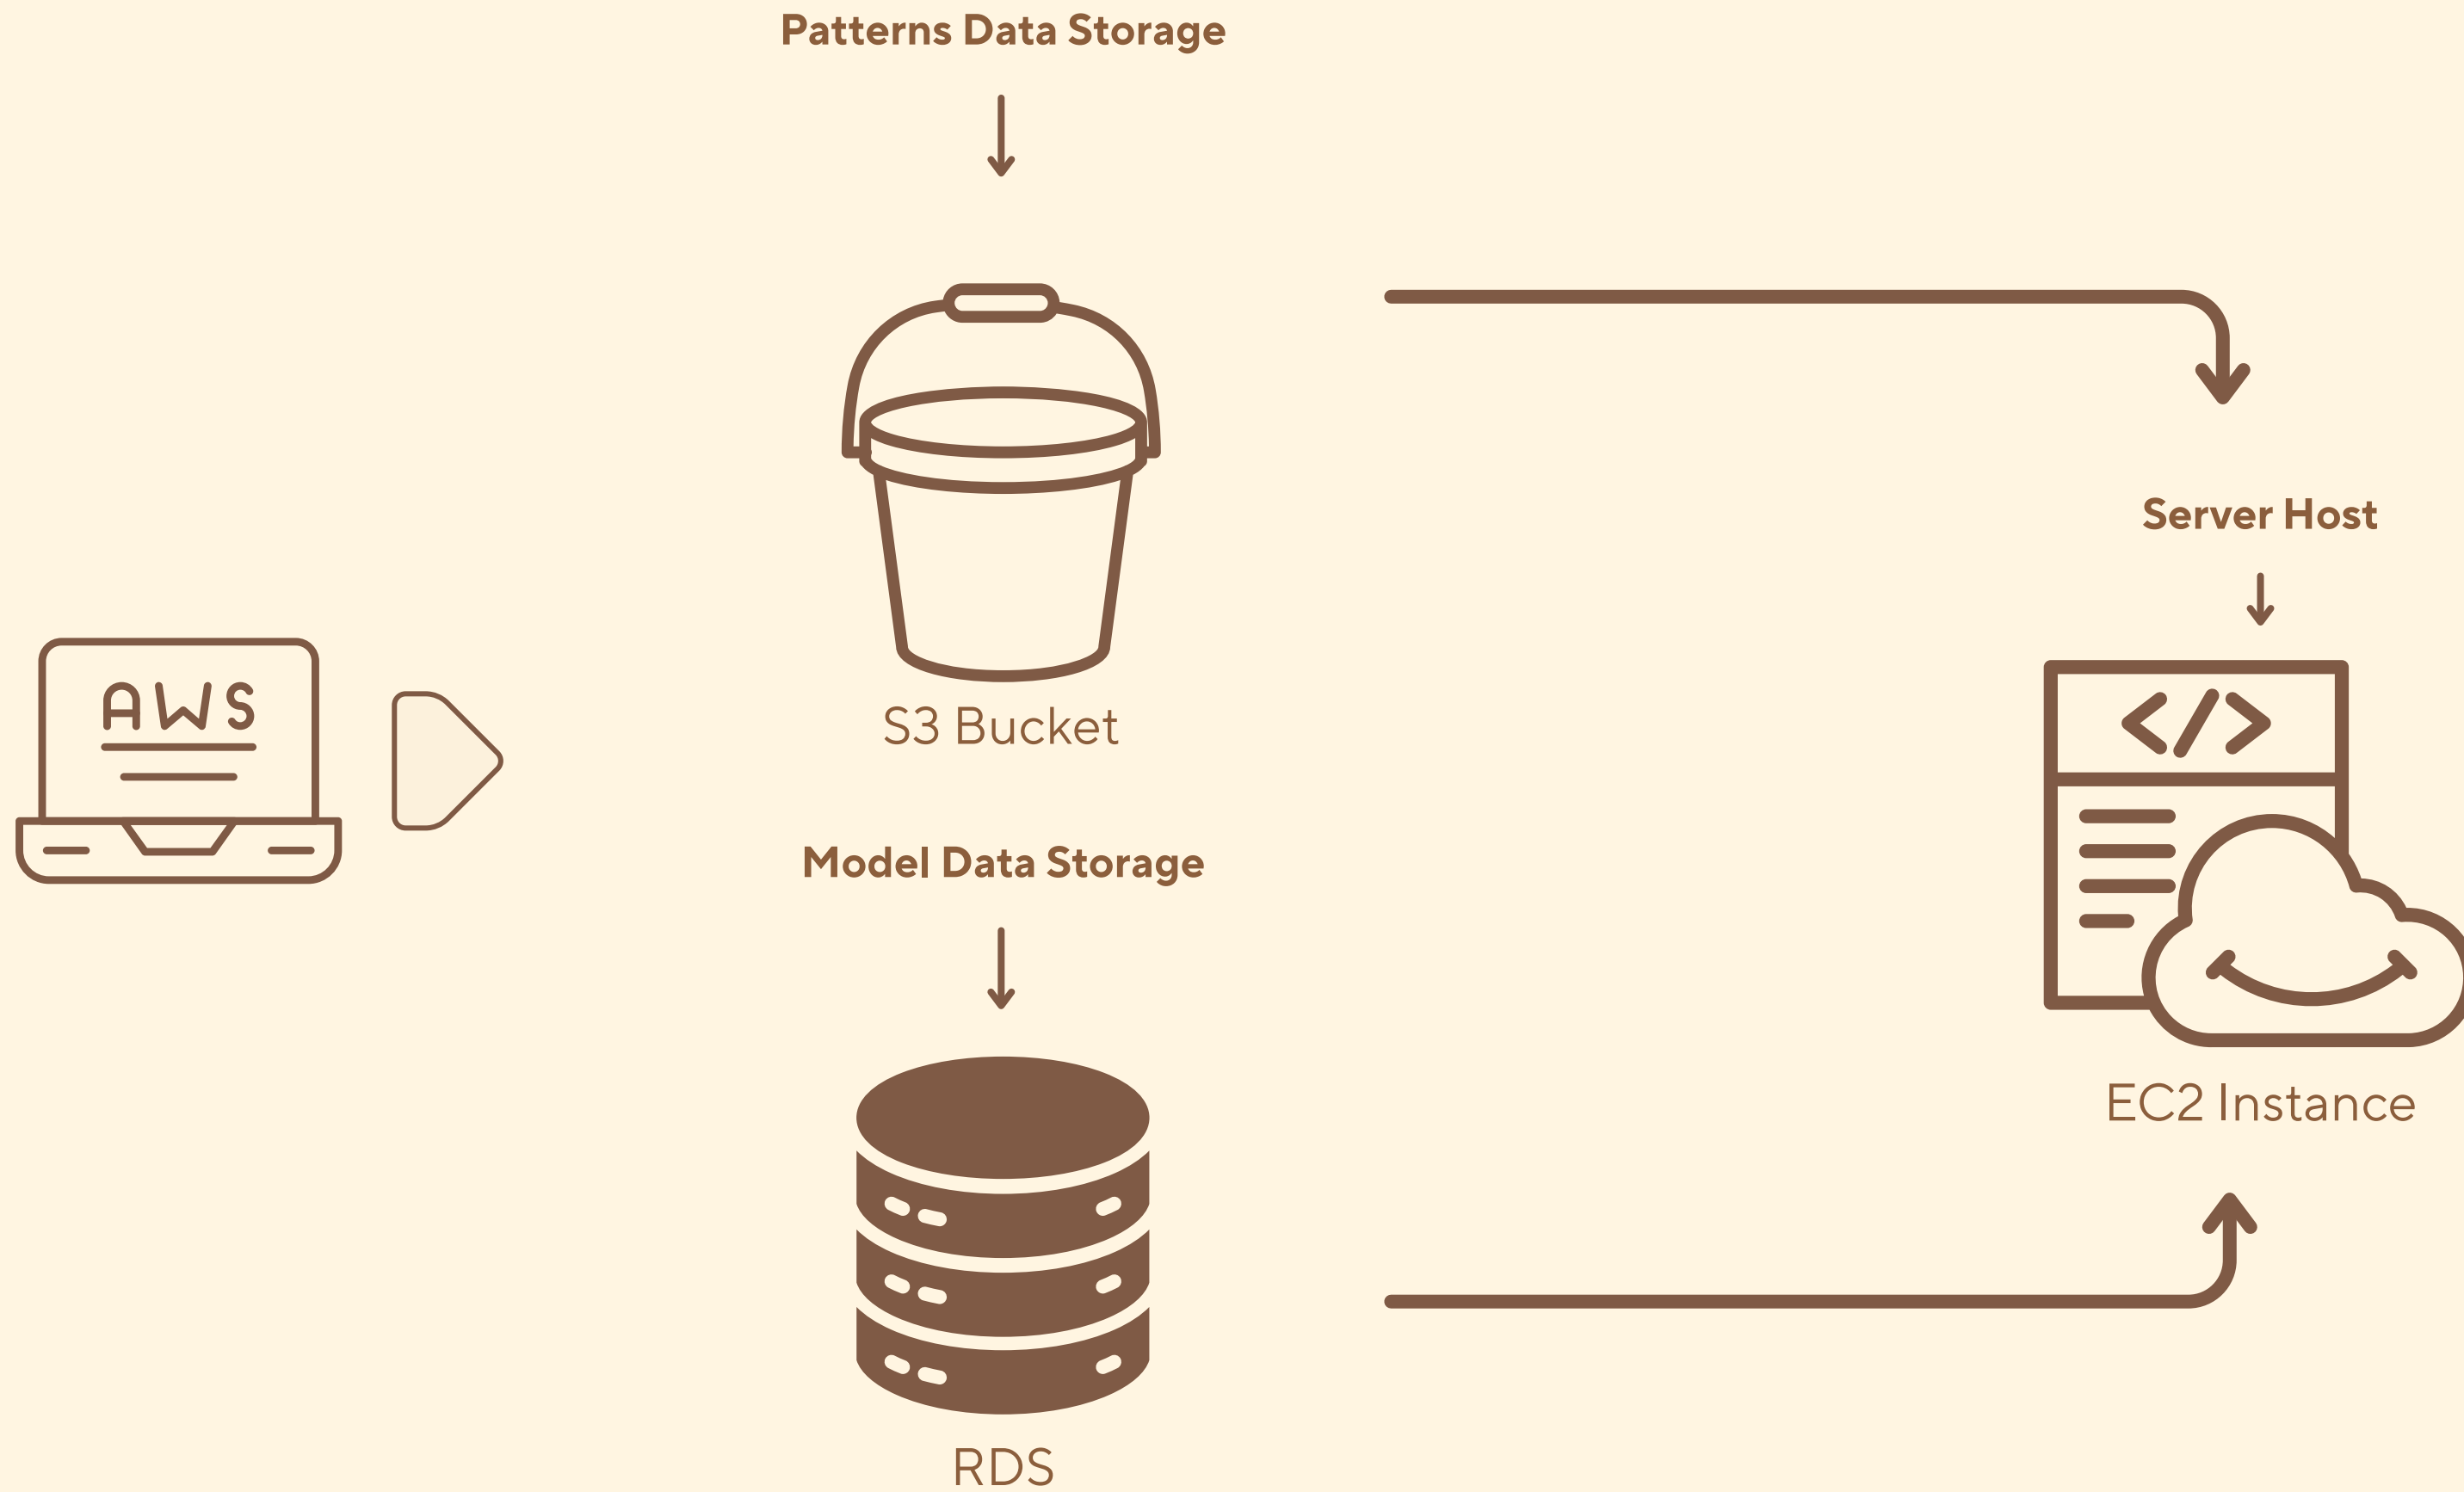 Patterns Data Storage
S3 Bucket
Server Host
AWS
Model Data Storage
EC2 Instance
RDS